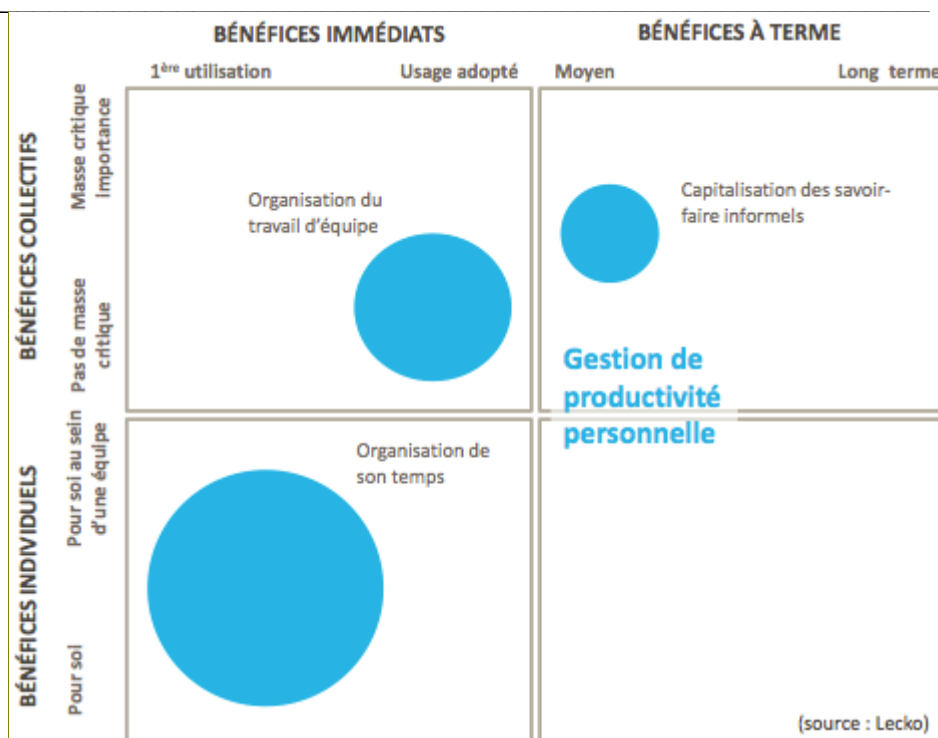 BÉNÉFICES IMMÉDIATS
BÉNÉFICES À TERME
1ère utilisation
Usage adopté
Moyen
Long terme
BÉNÉFICES COLLECTIFS
Masse critique
Importance
Pas de masse
critique
Organisation du
travail d'équipe
Capitalisation des savoir-
faire informels
Gestion de
productivité
personnelle
BÉNÉFICES INDIVIDUELS
Pour soi au sein
d'une équipe
Pour soi
Organisation de
son temps
(source : Lecko)